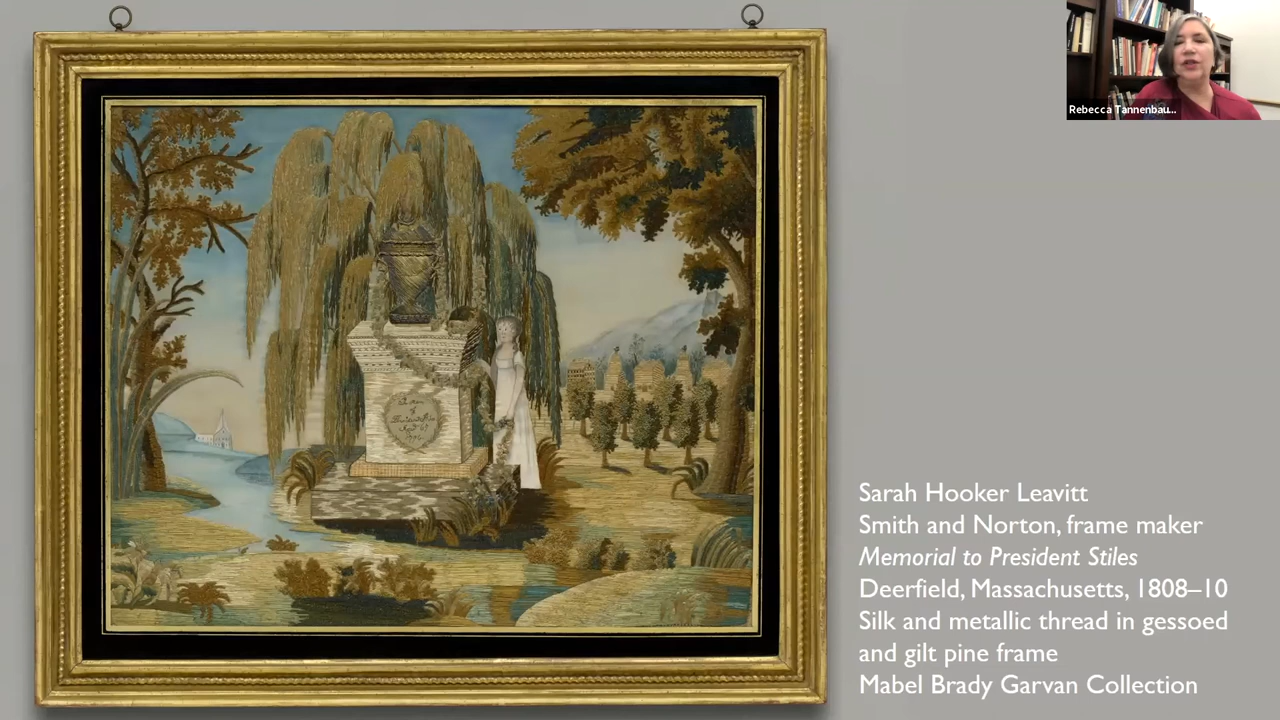 Rebecca Tannenbau...
Sarah Hooker Leavitt
Smith and Norton, frame maker
Memorial to President Stiles
Deerfield, Massachusetts, 1808–10
Silk and metallic thread in gessoed
and gilt pine frame
Mabel Brady Garvan Collection